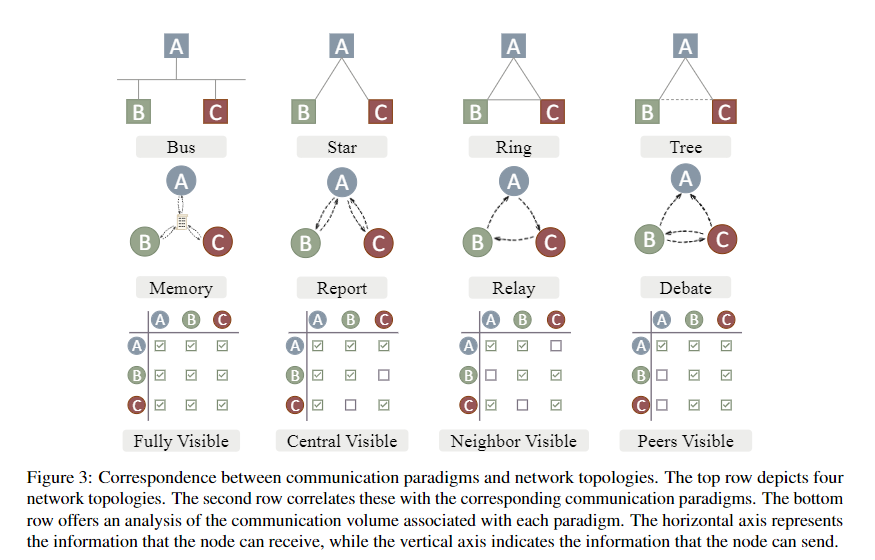 A A A A
B C B C B C B C
Bus Star Ring Tree
A A A A
B C B C B C B C
Memory Report Relay Debate
A B C A B C A B C A B C
A A A A
B B B B
C C C C
Fully Visible Central Visible Neighbor Visible Peers Visible
Figure 3: Correspondence between communication paradigms and network topologies. The top row depicts four
network topologies. The second row correlates these with the corresponding communication paradigms. The bottom
row offers an analysis of the communication volume associated with each paradigm. The horizontal axis represents
the information that the node can receive, while the vertical axis indicates the information that the node can send.